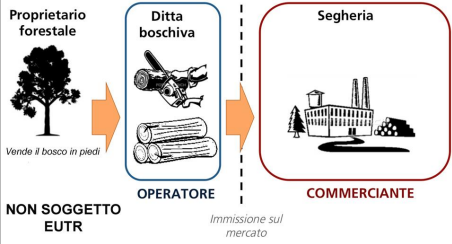 Proprietario
forestale
Ditta
boschiva
Segheria
Vende il bosco in piedi
OPERATORE
COMMERCIANTE
NON SOGGETTO
EUTR
Immissione sul
mercato